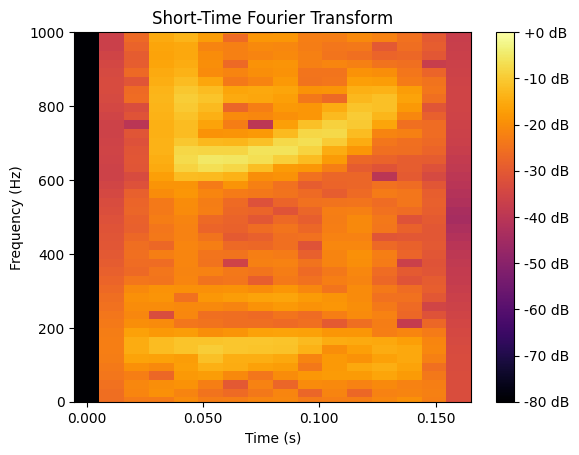 Short-Time Fourier Transform
1000
800
600
400
200
0
Frequency (Hz)
0.000
0.050
0.100
0.150
Time (s)
+0 dB
-10 dB
-20 dB
-30 dB
-40 dB
-50 dB
-60 dB
-70 dB
-80 dB